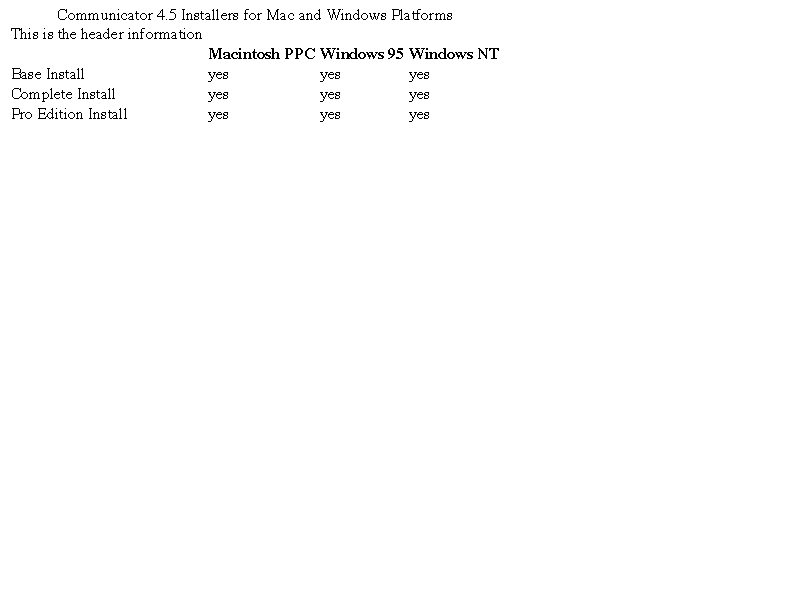 Communicator 4.5 Installers for Mac and Windows Platforms
This is the header information
Macintosh PPC Windows 95 Windows NT
Base Install yes yes yes
Complete Install yes yes yes
Pro Edition Install yes yes yes